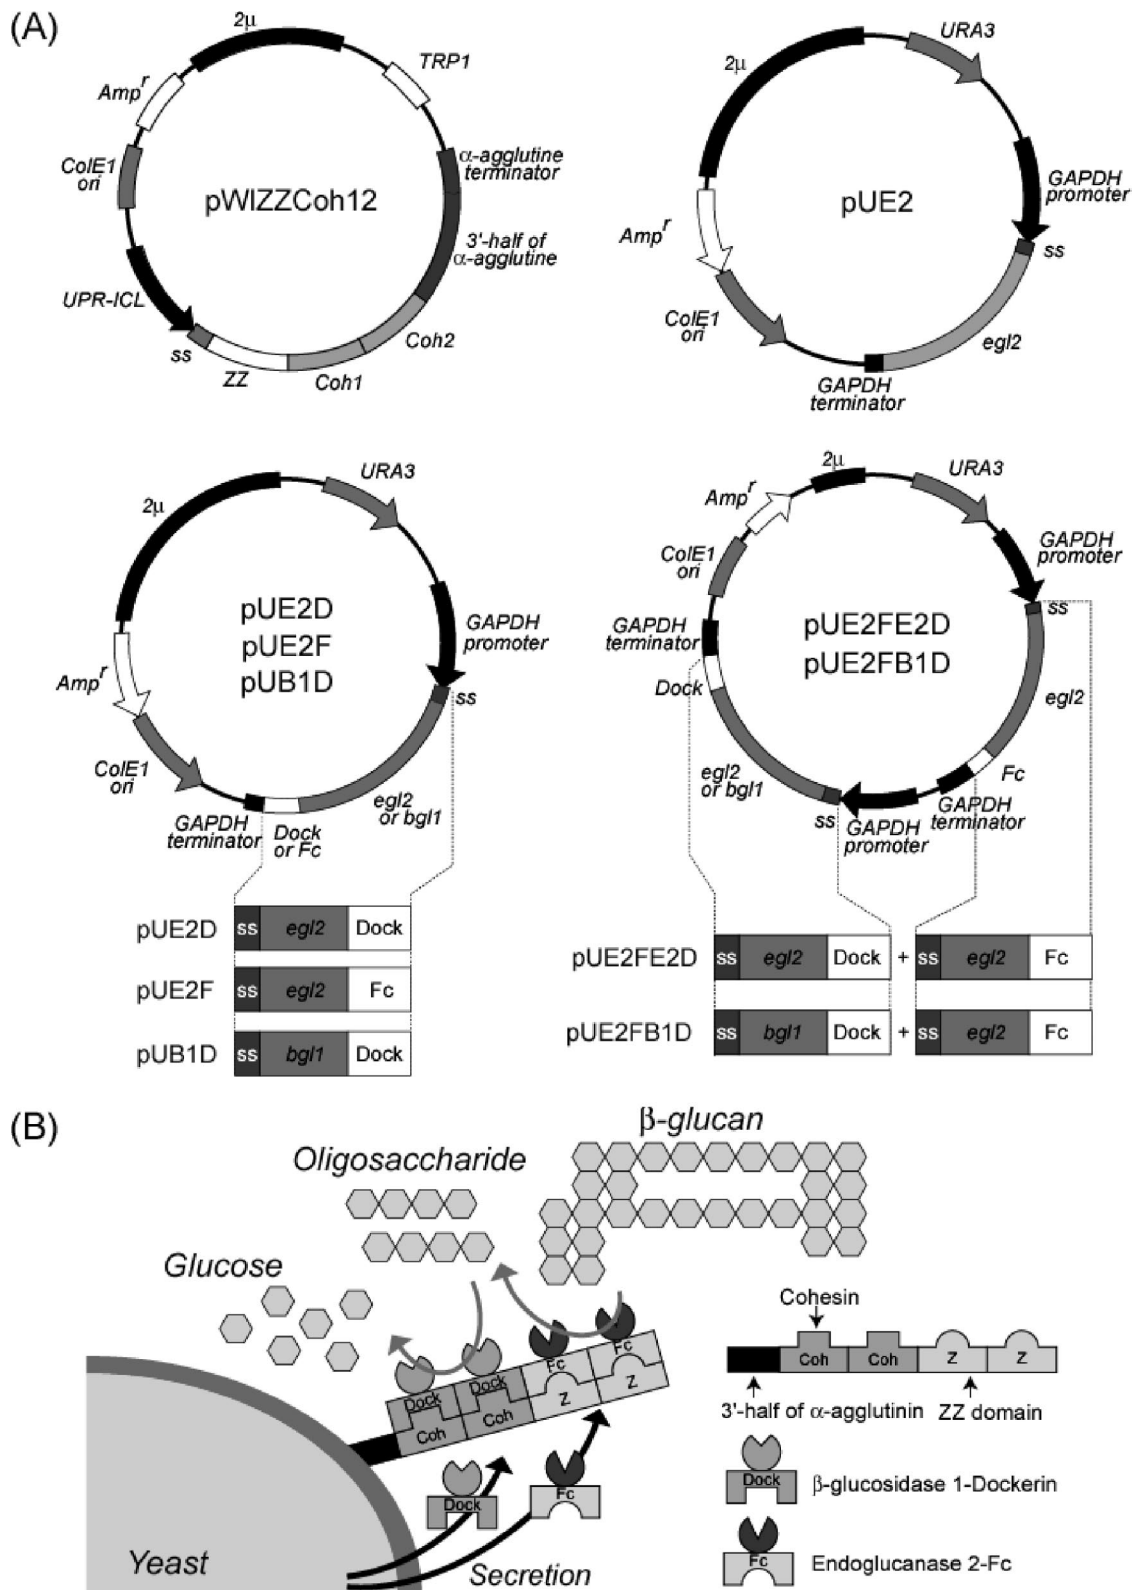 (A)
2μ
TRP1
Amp^r
ColE1
ori
α-agglutine
terminator
pWIZZCoh12
3'-half of
α-agglutine
UPR-ICL
ss
ZZ
Coh1
Coh2
URA3
2μ
GAPDH
promoter
pUE2
Amp^r
ss
ColE1
ori
egl2
GAPDH
terminator
URA3
2μ
pUE2D
pUE2F
pUB1D
GAPDH
promoter
Amp^r
ss
ColE1
ori
egl2
or bgl1
GAPDH
terminator
Dock
or Fc
pUE2D ss egl2 Dock
pUE2F ss egl2 Fc
pUB1D ss bgl1 Dock
2μ
URA3
Amp^r
ColE1
ori
GAPDH
promoter
ss
GAPDH
terminator
pUE2FE2D
pUE2FB1D
Dock
egl2
egl2
or bgl1
Fc
ss
GAPDH
promoter
GAPDH
terminator
pUE2FE2D ss egl2 Dock + ss egl2 Fc
pUE2FB1D ss bgl1 Dock + ss egl2 Fc
(B)
β-glucan
Oligosaccharide
Glucose
Fc
Fc
Dock
Dock
Z
Z
Coh
Coh
Dock
Fc
Yeast
Secretion
Cohesin
Coh Coh Z Z
3'-half of α-agglutinin ZZ domain
Dock
β-glucosidase 1-Dockerin
Fc
Endoglucanase 2-Fc